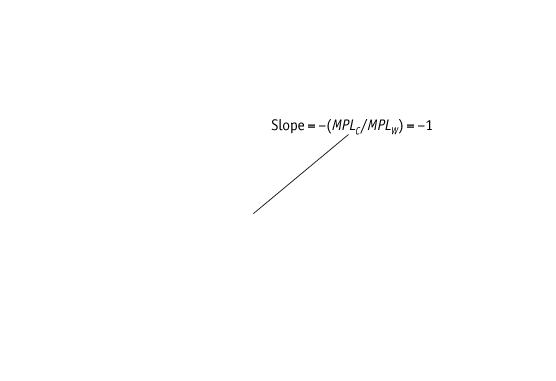 Slope = –(MPL_C/MPL_W) = –1